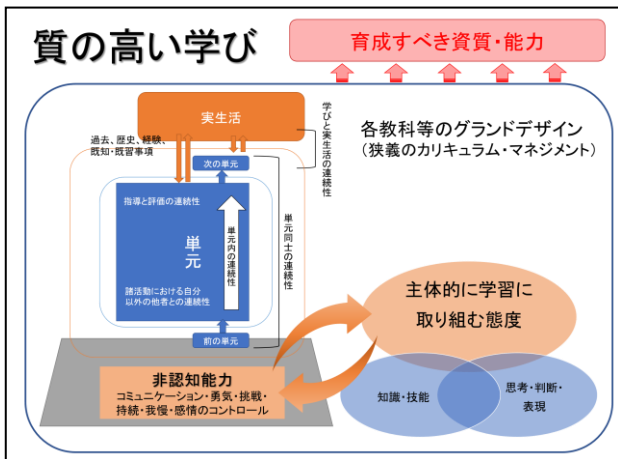 質の高い学び
育成すべき資質・能力
実生活
過去、歴史、経験、
既知・既習事項
学びと実生活の連続性
各教科等のグランドデザイン
（狭義のカリキュラム・マネジメント）
次の単元
指導と評価の連続性
単元
単元内の連続性
単元同士の連続性
諸活動における自分
以外の他者との連続性
前の単元
主体的に学習に
取り組む態度
非認知能力
コミュニケーション・勇気・挑戦・
持続・我慢・感情のコントロール
知識・技能
思考・判断・
表現